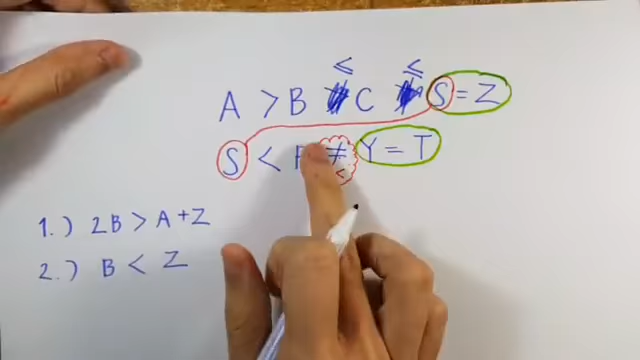 ≤ ≤
A > B C S = Z
S < ≠ Y = T
<
1.) 2B > A + Z
2.) B < Z